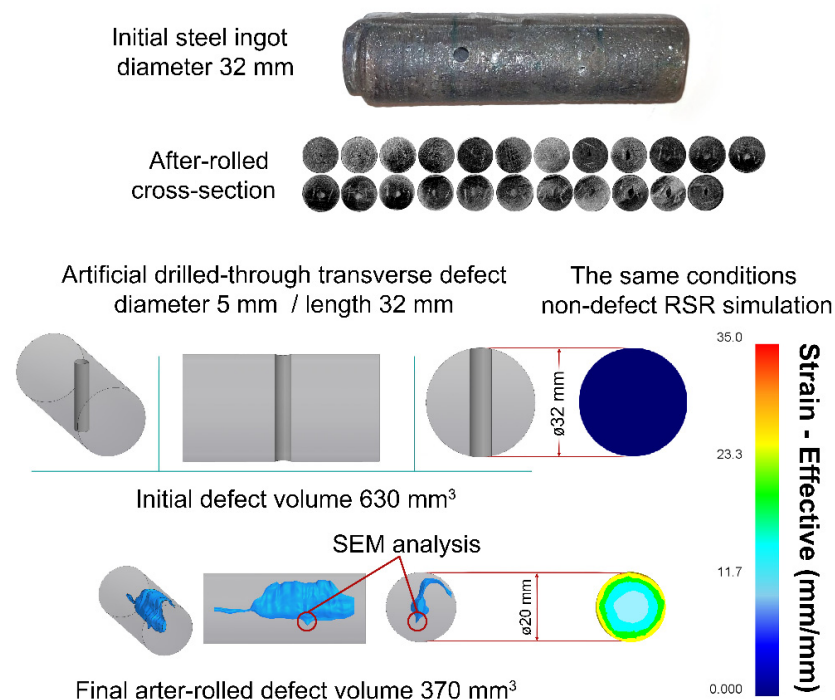 Initial steel ingot
diameter 32 mm
After-rolled
cross-section
Artificial drilled-through transverse defect
diameter 5 mm / length 32 mm
The same conditions
non-defect RSR simulation
35.0
23.3
11.7
0.000
Strain - Effective (mm/mm)
ø32 mm
Initial defect volume 630 mm³
SEM analysis
ø20 mm
Final arter-rolled defect volume 370 mm³